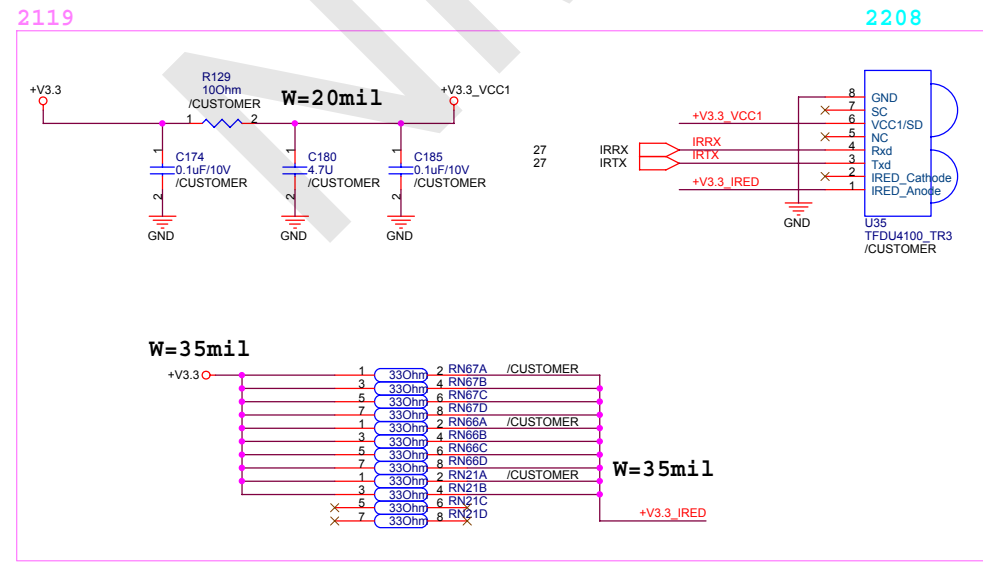 2119
2208
+V3.3
R129
10Ohm
/CUSTOMER
1
2
W=20mil
+V3.3_VCC1
1
C174
0.1uF/10V
/CUSTOMER
2
GND
1
C180
4.7U
/CUSTOMER
2
GND
1
C185
0.1uF/10V
/CUSTOMER
2
GND
27 IRRX
27 IRTX
+V3.3_VCC1
IRRX
IRTX
+V3.3_IRED
GND
8 GND
7 SC
6 VCC1/SD
5 NC
4 Rxd
3 Txd
2 IRED_Cathode
1 IRED_Anode
U35
TFDU4100_TR3
/CUSTOMER
W=35mil
+V3.3
1 33Ohm 2 RN67A /CUSTOMER
3 33Ohm 4 RN67B
5 33Ohm 6 RN67C
7 33Ohm 8 RN67D
1 33Ohm 2 RN66A /CUSTOMER
3 33Ohm 4 RN66B
5 33Ohm 6 RN66C
7 33Ohm 8 RN66D
1 33Ohm 2 RN21A /CUSTOMER
3 33Ohm 4 RN21B
5 33Ohm 6 RN21C
7 33Ohm 8 RN21D
W=35mil
+V3.3_IRED